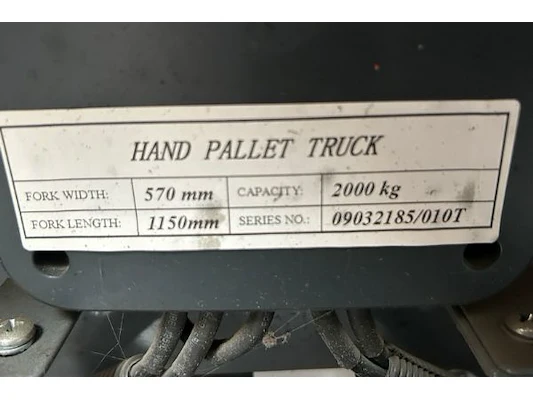 HAND PALLET TRUCK
FORK WIDTH: 570 mm CAPACITY: 2000 kg
FORK LENGTH: 1150mm SERIES NO.: 09032185/010T